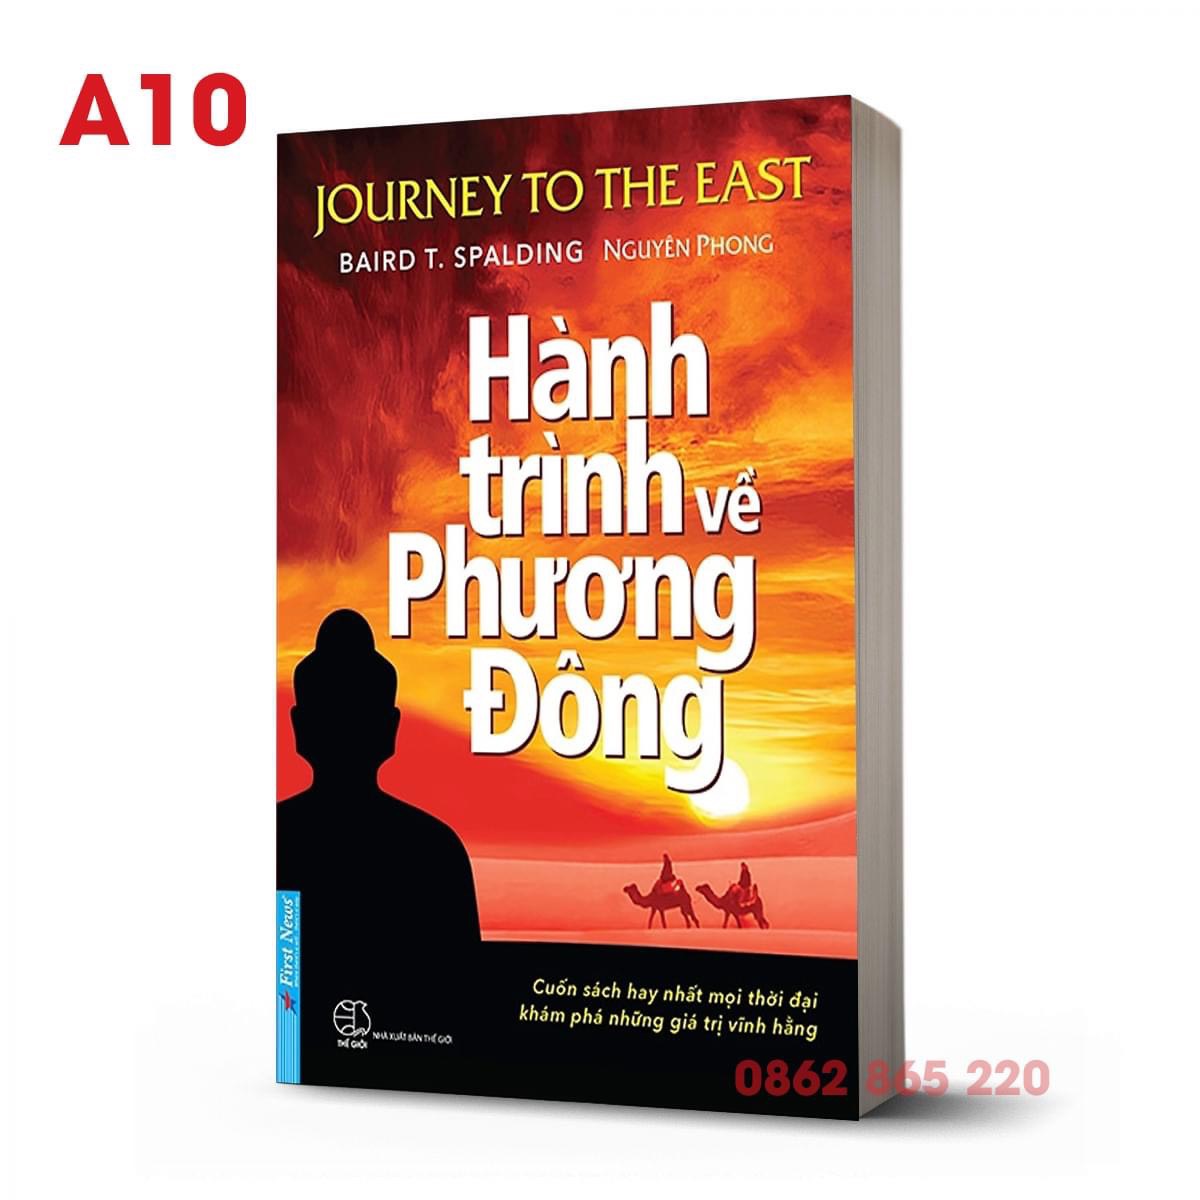 A10
JOURNEY TO THE EAST
BAIRD T. SPALDING NGUYÊN PHONG
Hành
trình về
Phương
Đông
First News
Cuốn sách hay nhất mọi thời đại
khám phá những giá trị vĩnh hằng
THẾ GIỚI
NHÀ XUẤT BẢN THẾ GIỚI
0862 865 220